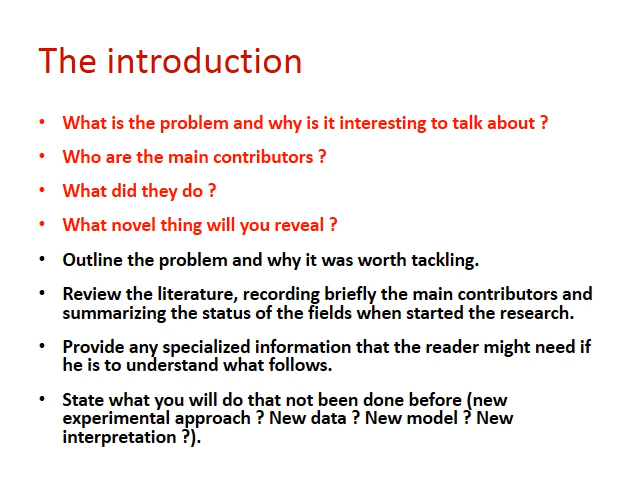 The introduction
• What is the problem and why is it interesting to talk about ?
• Who are the main contributors ?
• What did they do ?
• What novel thing will you reveal ?
• Outline the problem and why it was worth tackling.
• Review the literature, recording briefly the main contributors and
summarizing the status of the fields when started the research.
• Provide any specialized information that the reader might need if
he is to understand what follows.
• State what you will do that not been done before (new
experimental approach ? New data ? New model ? New
interpretation ?).